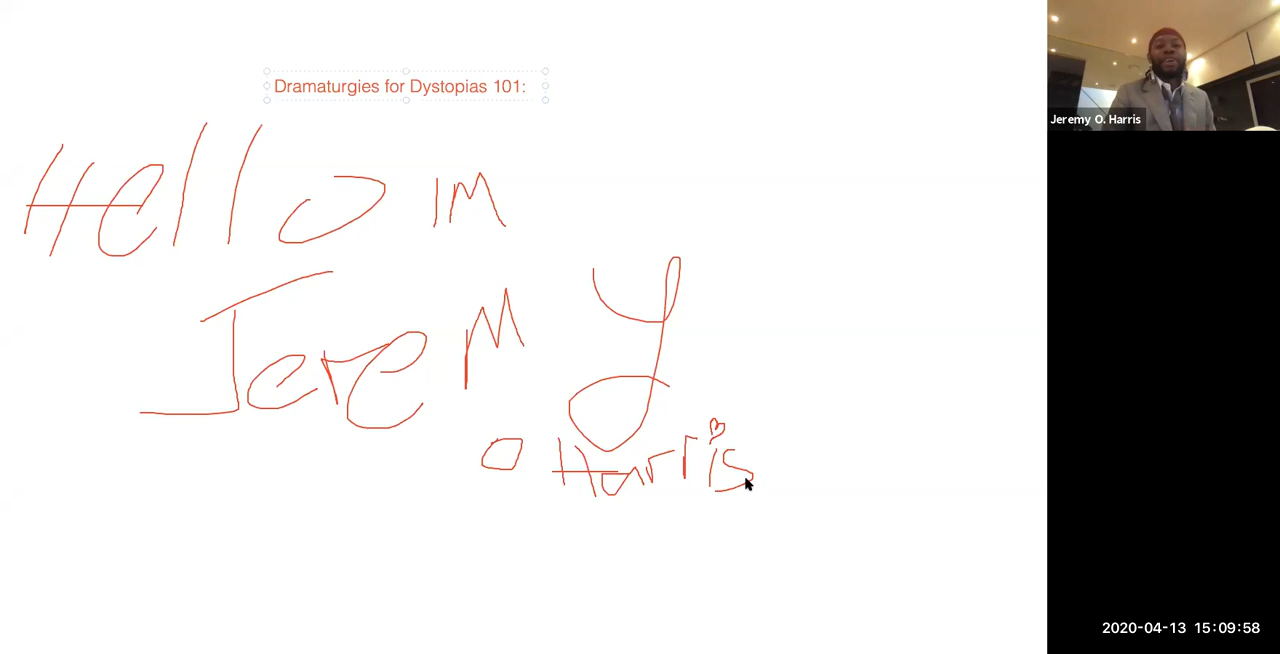 Dramaturgies for Dystopias 101:
Jeremy O. Harris
Hello IM
JereMy
O Harris
2020-04-13 15:09:58